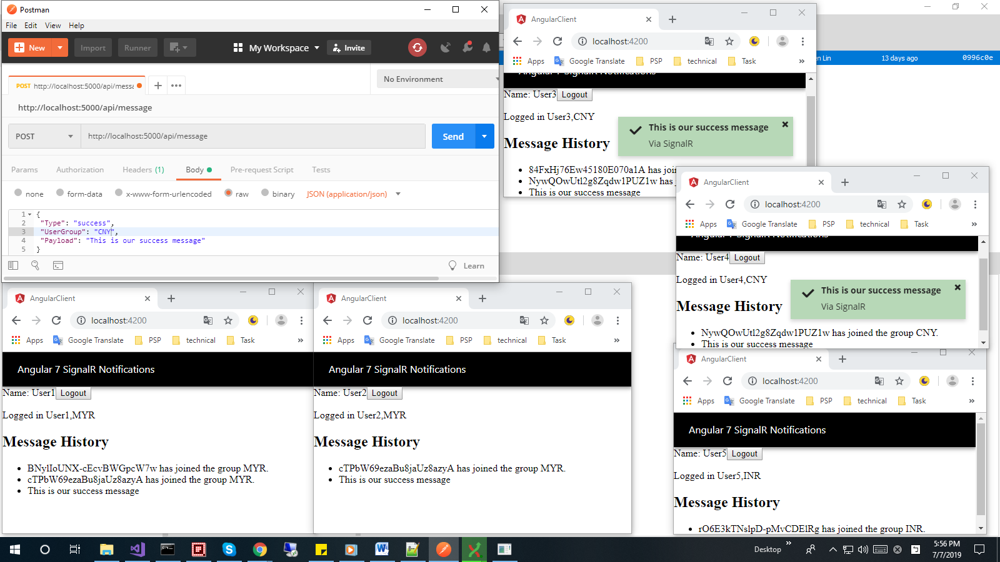 Postman
File Edit View Help
New Import Runner My Workspace Invite
POST http://localhost:5000/api/messa
No Environment
http://localhost:5000/api/message
POST http://localhost:5000/api/message Send
Params Authorization Headers (1) Body Pre-request Script Tests
none form-data x-www-form-urlencoded raw binary JSON (application/json)
1 {
2 "Type": "success",
3 "UserGroup": "CNY",
4 "Payload": "This is our success message"
5 }
Learn
AngularClient
localhost:4200
Apps Google Translate PSP technical Task »
Angular 7 SignalR Notifications
Name: User3 Logout
Logged in User3,CNY
This is our success message
Via SignalR
Message History
84FxHj76Ew45180E070a1A has joi
NywQOwUtl2g8Zqdw1PUZ1w has
This is our success message
Lin 13 days ago 0996c0e
AngularClient
localhost:4200
Apps Google Translate PSP technical Task »
Angular 7 SignalR Notifications
Name: User4 Logout
Logged in User4,CNY
This is our success message
Via SignalR
Message History
NywQOwUtl2g8Zqdw1PUZ1w has joined the group CNY.
This is our success message
AngularClient
localhost:4200
Apps Google Translate PSP technical Task »
Angular 7 SignalR Notifications
Name: User1 Logout
Logged in User1,MYR
Message History
BNylIoUNX-cEcvBWGpcW7w has joined the group MYR.
cTPbW69ezaBu8jaUz8azyA has joined the group MYR.
This is our success message
AngularClient
localhost:4200
Apps Google Translate PSP technical Task »
Angular 7 SignalR Notifications
Name: User2 Logout
Logged in User2,MYR
Message History
cTPbW69ezaBu8jaUz8azyA has joined the group MYR.
This is our success message
AngularClient
localhost:4200
Apps Google Translate PSP technical Task »
Angular 7 SignalR Notifications
Name: User5 Logout
Logged in User5,INR
Message History
rO6E3kTNslpD-pMvCDElRg has joined the group INR.
Desktop » 5:56 PM
7/7/2019